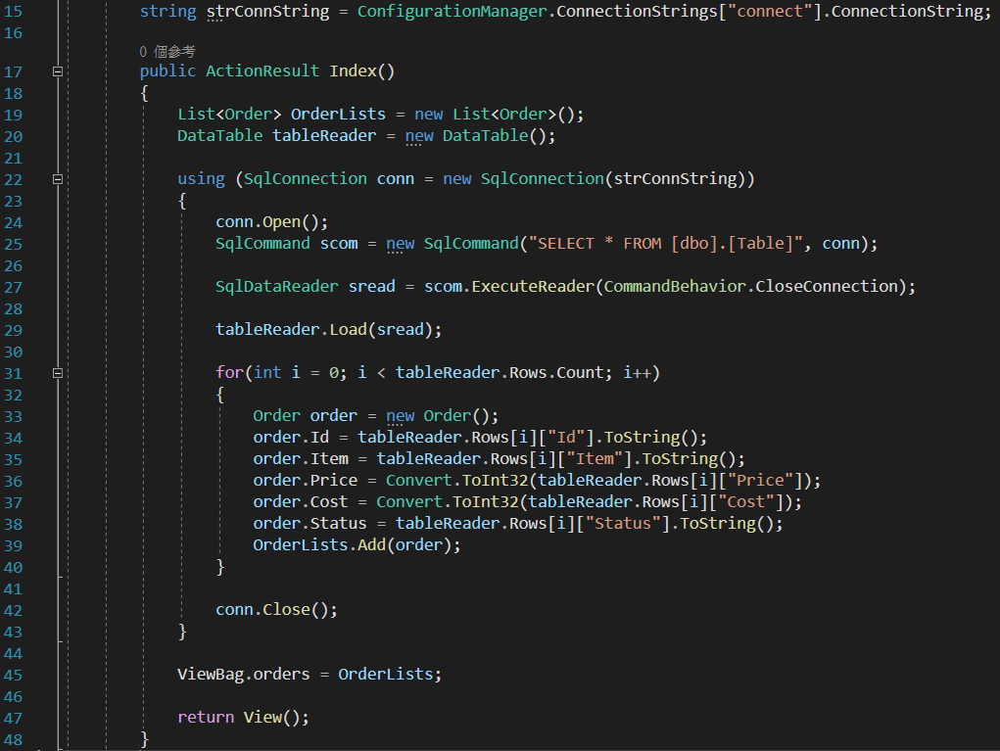 15 string strConnString = ConfigurationManager.ConnectionStrings["connect"].ConnectionString;
16
0 個參考
17 public ActionResult Index()
18 {
19 List<Order> OrderLists = new List<Order>();
20 DataTable tableReader = new DataTable();
21
22 using (SqlConnection conn = new SqlConnection(strConnString))
23 {
24 conn.Open();
25 SqlCommand scom = new SqlCommand("SELECT * FROM [dbo].[Table]", conn);
26
27 SqlDataReader sread = scom.ExecuteReader(CommandBehavior.CloseConnection);
28
29 tableReader.Load(sread);
30
31 for(int i = 0; i < tableReader.Rows.Count; i++)
32 {
33 Order order = new Order();
34 order.Id = tableReader.Rows[i]["Id"].ToString();
35 order.Item = tableReader.Rows[i]["Item"].ToString();
36 order.Price = Convert.ToInt32(tableReader.Rows[i]["Price"]);
37 order.Cost = Convert.ToInt32(tableReader.Rows[i]["Cost"]);
38 order.Status = tableReader.Rows[i]["Status"].ToString();
39 OrderLists.Add(order);
40 }
41
42 conn.Close();
43 }
44
45 ViewBag.orders = OrderLists;
46
47 return View();
48 }